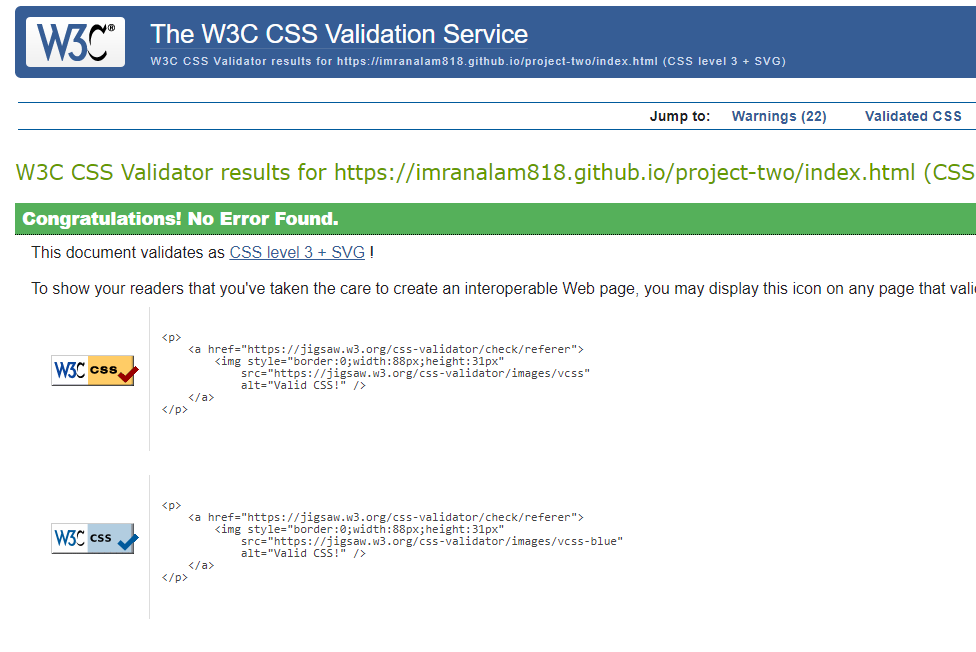 W3C®
The W3C CSS Validation Service
W3C CSS Validator results for https://imranalam818.github.io/project-two/index.html (CSS level 3 + SVG)
Jump to: Warnings (22) Validated CSS
W3C CSS Validator results for https://imranalam818.github.io/project-two/index.html (CSS
Congratulations! No Error Found.
This document validates as CSS level 3 + SVG !
To show your readers that you've taken the care to create an interoperable Web page, you may display this icon on any page that vali
W3C css
<p>
<a href="https://jigsaw.w3.org/css-validator/check/referer">
<img style="border:0;width:88px;height:31px"
src="https://jigsaw.w3.org/css-validator/images/vcss"
alt="Valid CSS!" />
</a>
</p>
W3C css
<p>
<a href="https://jigsaw.w3.org/css-validator/check/referer">
<img style="border:0;width:88px;height:31px"
src="https://jigsaw.w3.org/css-validator/images/vcss-blue"
alt="Valid CSS!" />
</a>
</p>